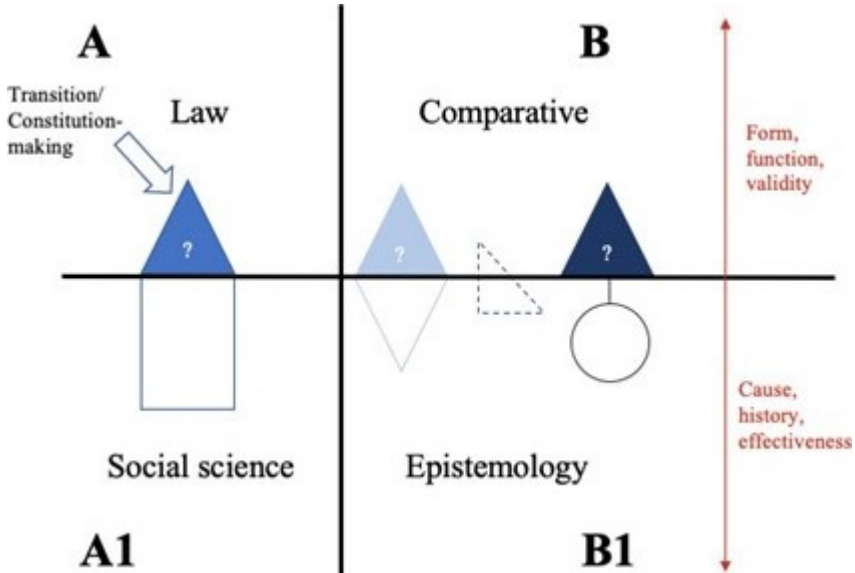 A
B
Transition/
Constitution-
making
Law
Comparative
Form,
function,
validity
?
?
?
Cause,
history,
effectiveness
Social science
Epistemology
A1
B1